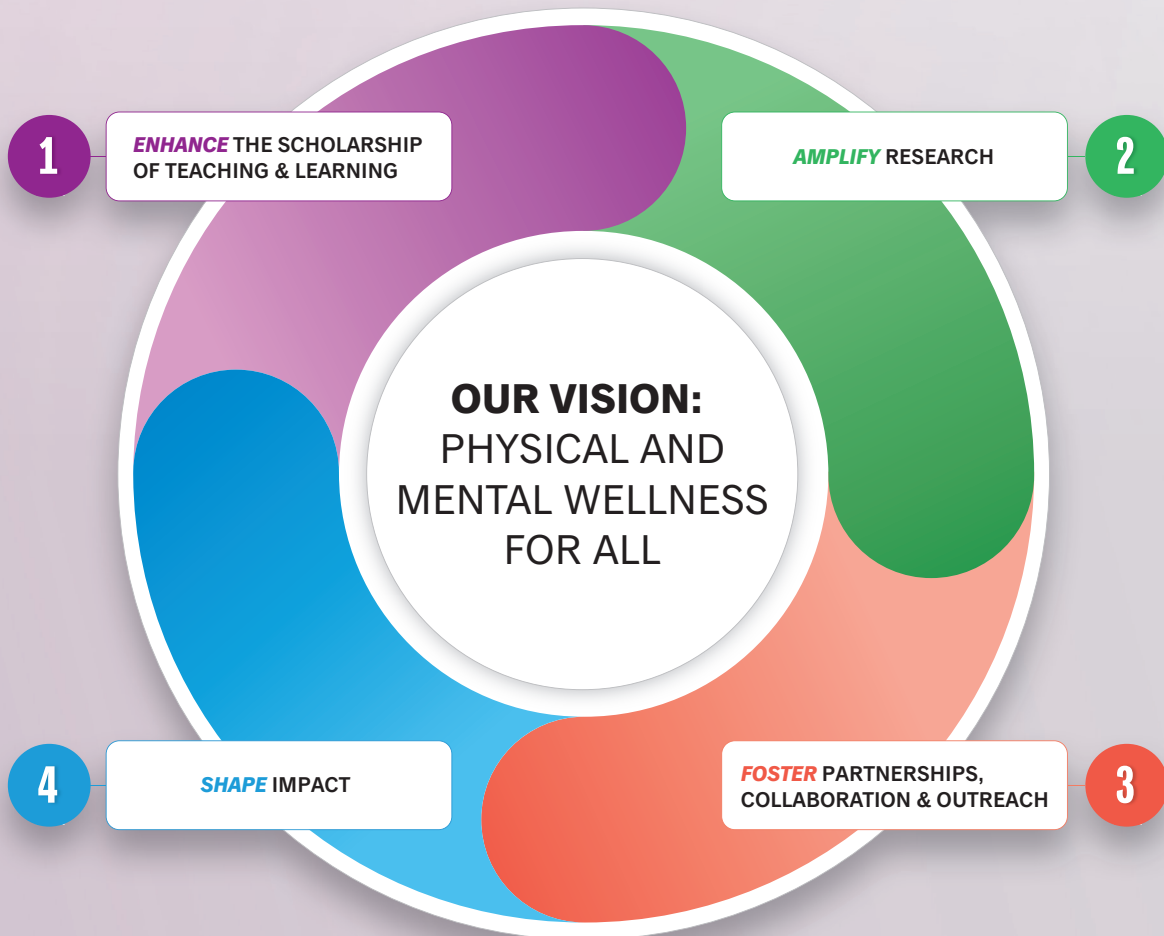 1
ENHANCE THE SCHOLARSHIP
OF TEACHING & LEARNING
AMPLIFY RESEARCH
2
OUR VISION:
PHYSICAL AND
MENTAL WELLNESS
FOR ALL
4
SHAPE IMPACT
FOSTER PARTNERSHIPS,
COLLABORATION & OUTREACH
3